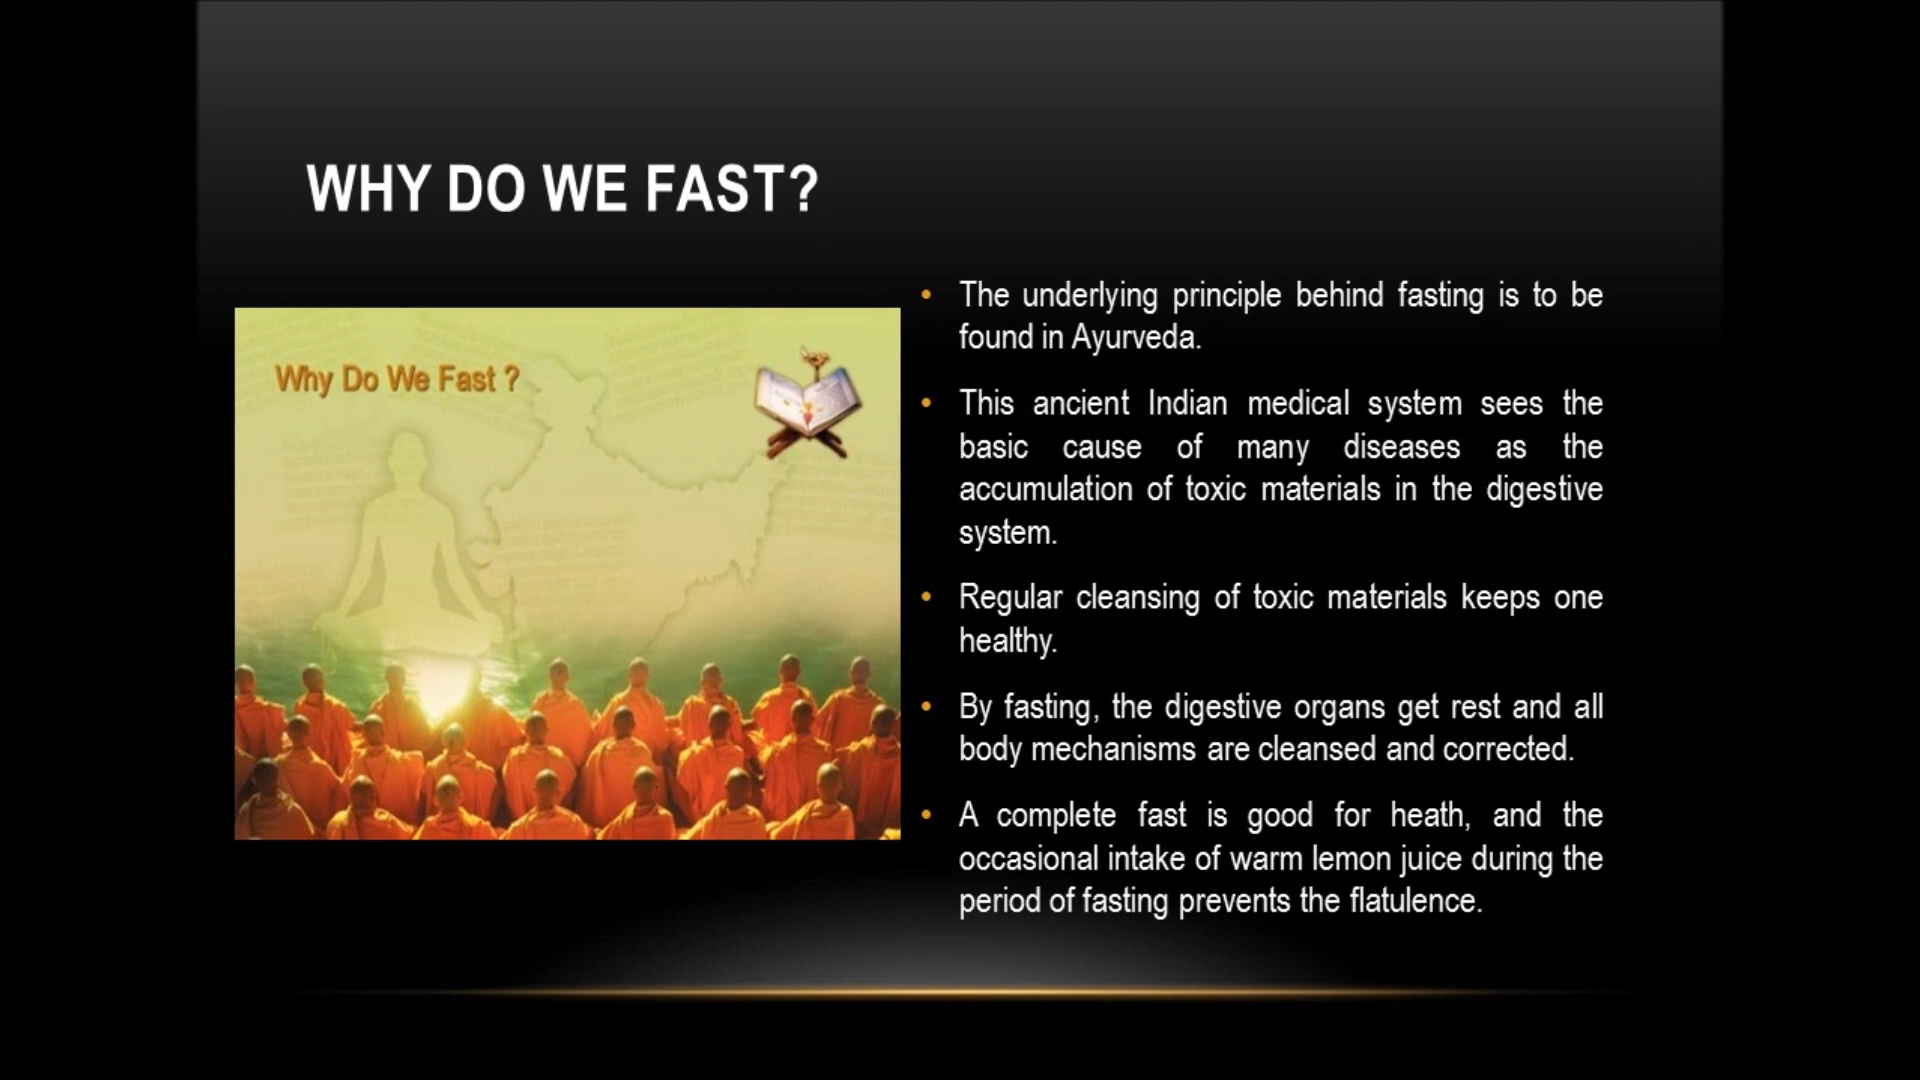 WHY DO WE FAST?
Why Do We Fast ?
• The underlying principle behind fasting is to be
found in Ayurveda.
• This ancient Indian medical system sees the
basic cause of many diseases as the
accumulation of toxic materials in the digestive
system.
• Regular cleansing of toxic materials keeps one
healthy.
• By fasting, the digestive organs get rest and all
body mechanisms are cleansed and corrected.
• A complete fast is good for heath, and the
occasional intake of warm lemon juice during the
period of fasting prevents the flatulence.